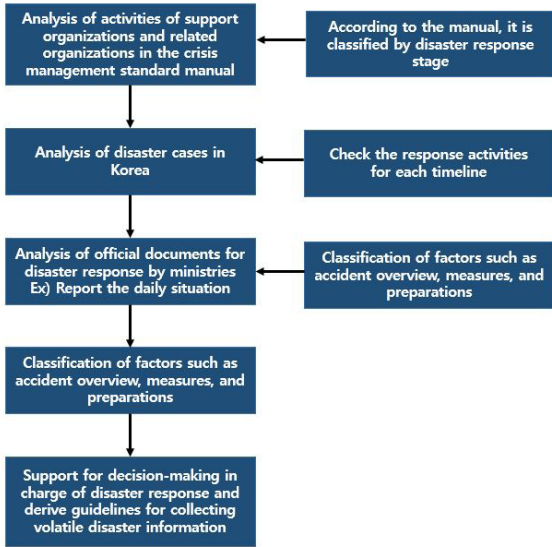 Analysis of activities of support
organizations and related
organizations in the crisis
management standard manual
According to the manual, it is
classified by disaster response
stage
Analysis of disaster cases in
Korea
Check the response activities
for each timeline
Analysis of official documents for
disaster response by ministries
Ex) Report the daily situation
Classification of factors such as
accident overview, measures, and
preparations
Classification of factors such as
accident overview, measures, and
preparations
Support for decision-making in
charge of disaster response and
derive guidelines for collecting
volatile disaster information